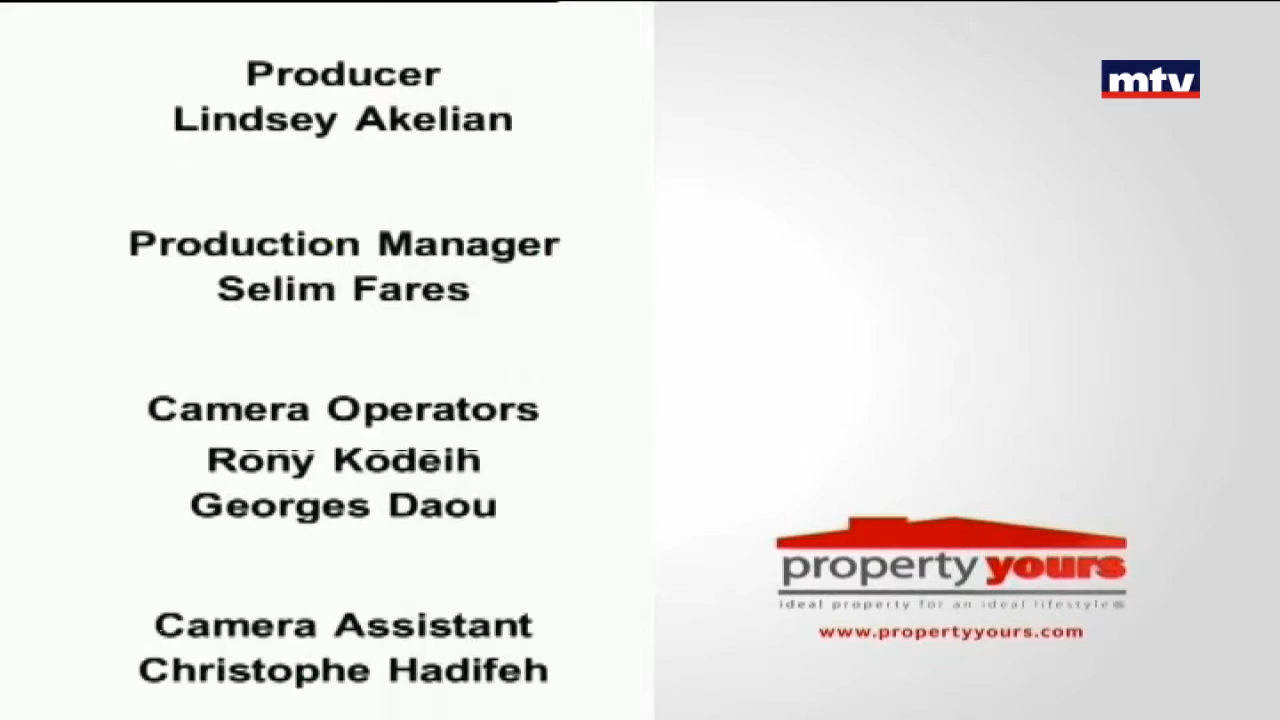 Producer
Lindsey Akelian
Production Manager
Selim Fares
Camera Operators
Rony Kodeih
Georges Daou
Camera Assistant
Christophe Hadifeh
mtv
property yours
ideal property for an ideal lifestyle®
www.propertyyours.com